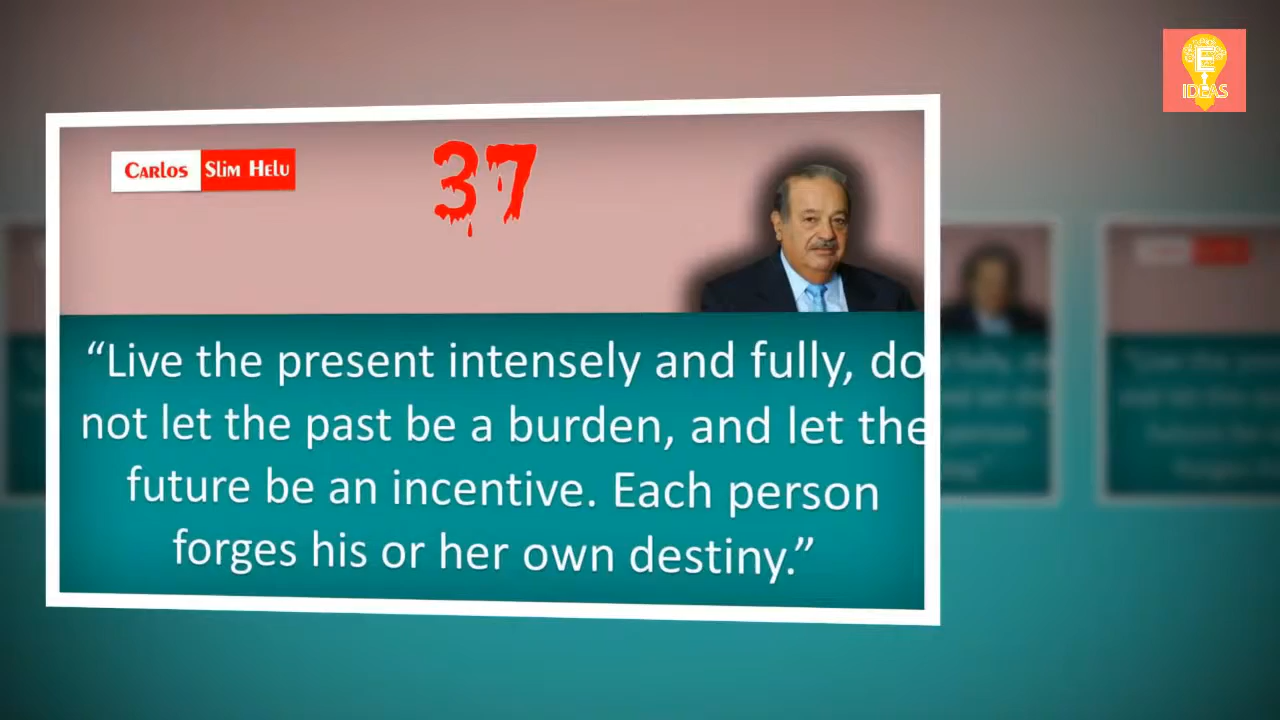 E
IDEAS
Carlos Slim Helu
37
“Live the present intensely and fully, do
not let the past be a burden, and let the
future be an incentive. Each person
forges his or her own destiny.”